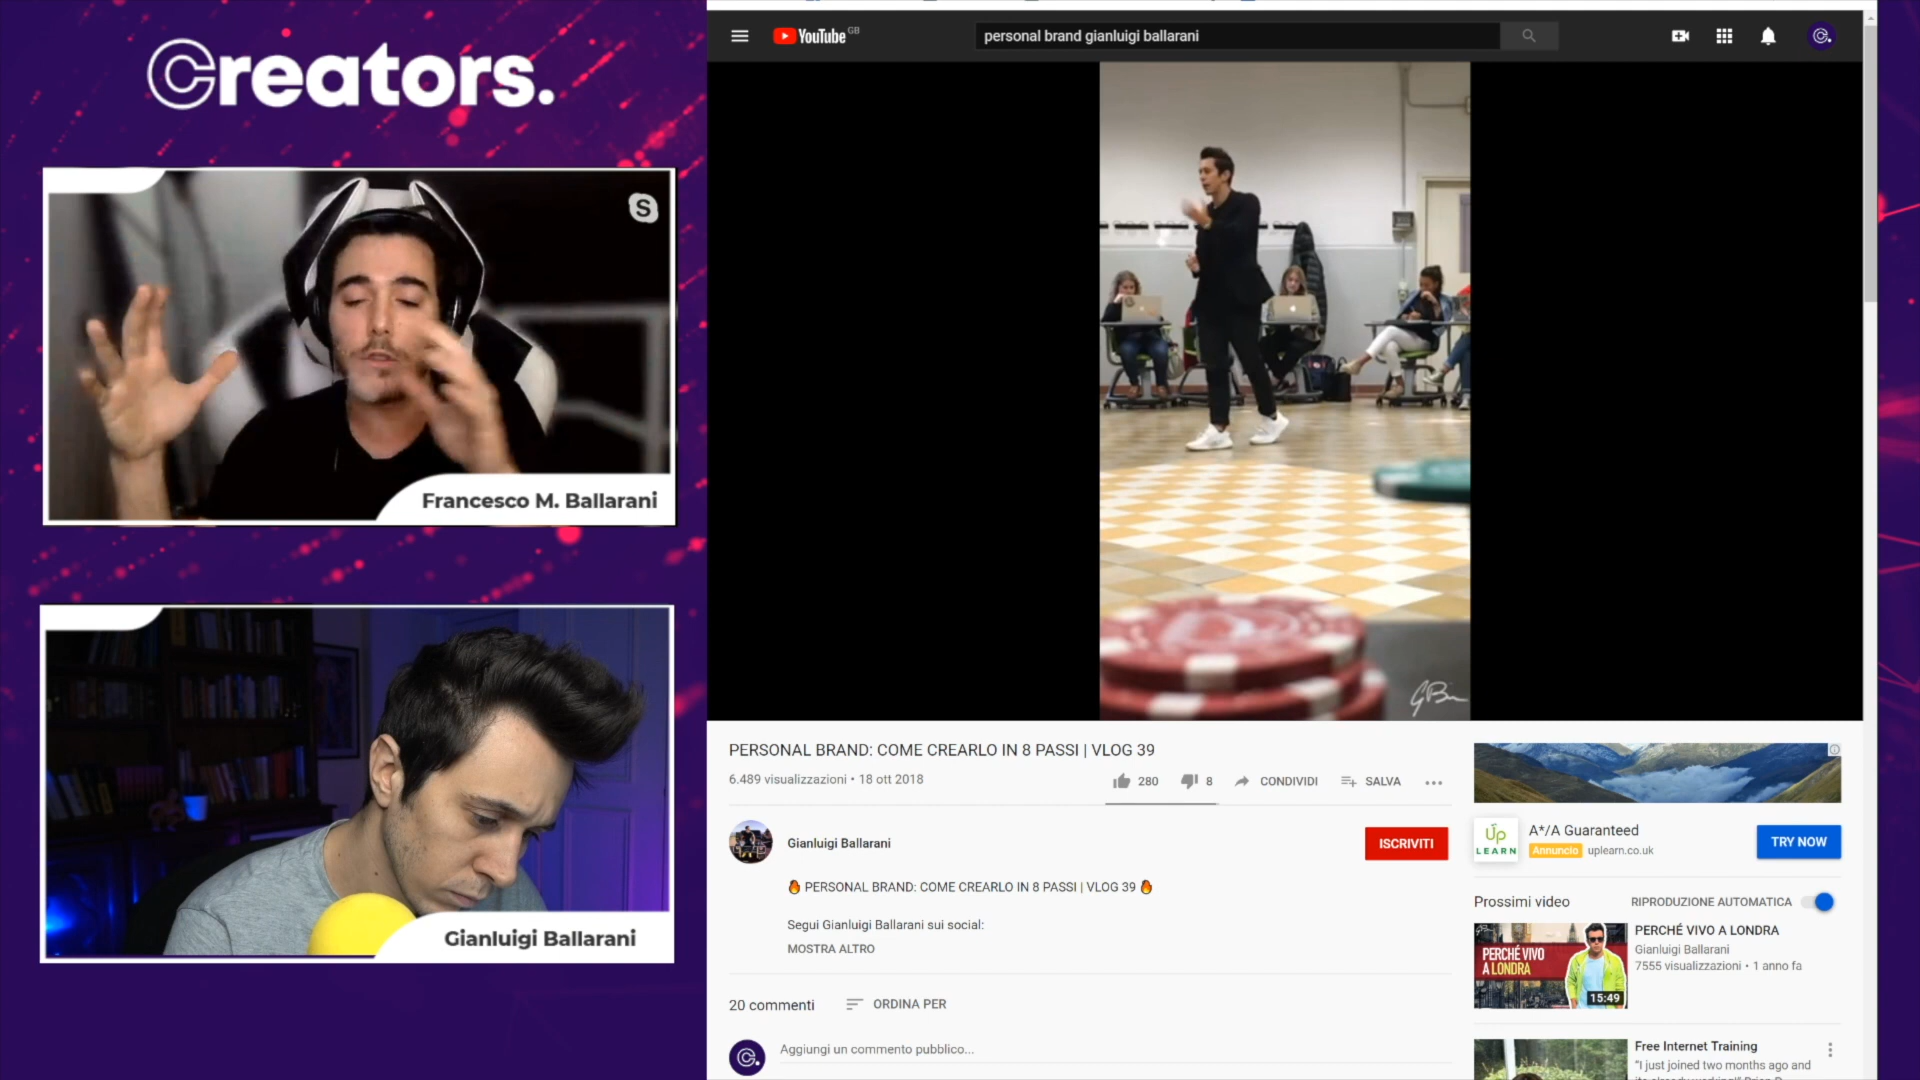 Creators.
Francesco M. Ballarani
Gianluigi Ballarani
YouTube GB
personal brand gianluigi ballarani
PERSONAL BRAND: COME CREARLO IN 8 PASSI | VLOG 39
6.489 visualizzazioni • 18 ott 2018
280
8
CONDIVIDI
SALVA
Gianluigi Ballarani
ISCRIVITI
🔥 PERSONAL BRAND: COME CREARLO IN 8 PASSI | VLOG 39 🔥
Segui Gianluigi Ballarani sui social:
MOSTRA ALTRO
20 commenti
ORDINA PER
Aggiungi un commento pubblico...
Up
LEARN
A*/A Guaranteed
Annuncio uplearn.co.uk
TRY NOW
Prossimi video
RIPRODUZIONE AUTOMATICA
PERCHÉ VIVO
A LONDRA
15:49
PERCHÉ VIVO A LONDRA
Gianluigi Ballarani
7555 visualizzazioni • 1 anno fa
Free Internet Training
"I just joined two months ago and